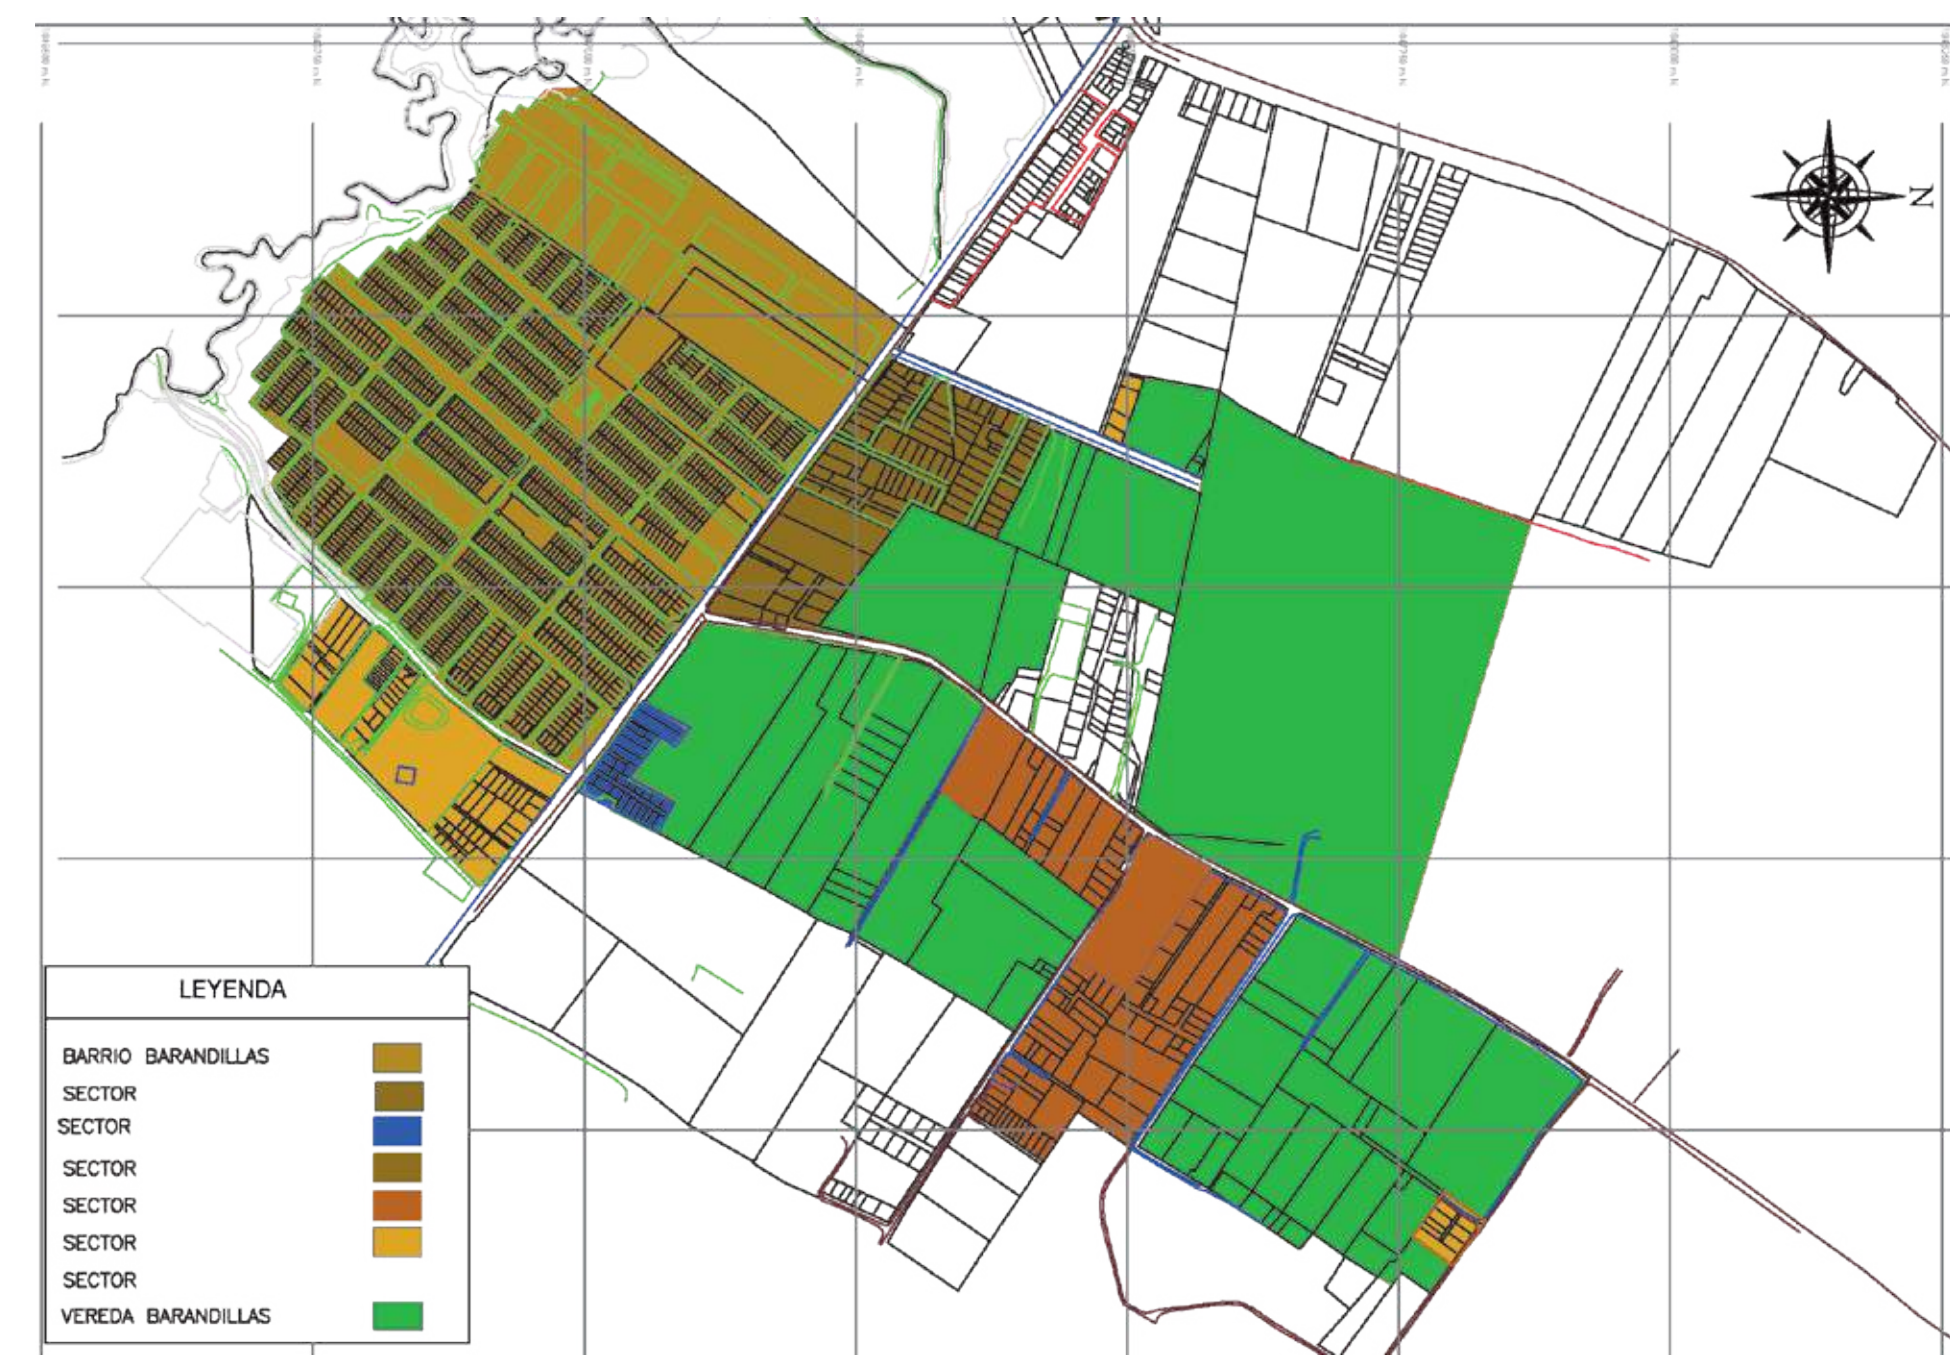 N
LEYENDA
BARRIO BARANDILLAS
SECTOR
SECTOR
SECTOR
SECTOR
SECTOR
SECTOR
VEREDA BARANDILLAS